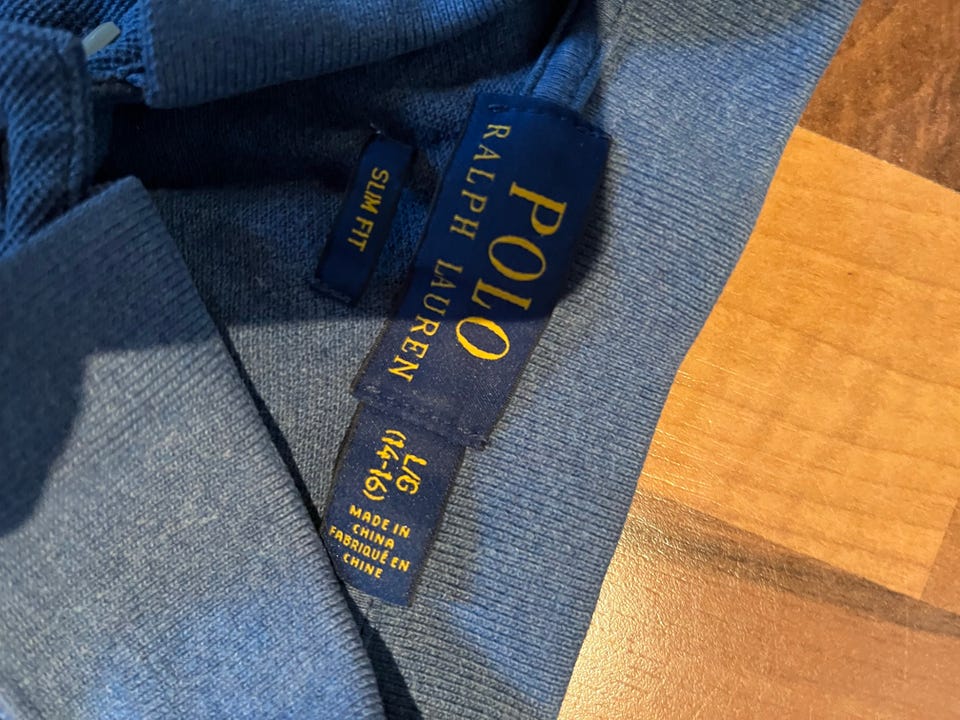 POLO
RALPH LAUREN
SLIM FIT
L/G
(14-16)
MADE IN
CHINA
FABRIQUÉ EN
CHINE